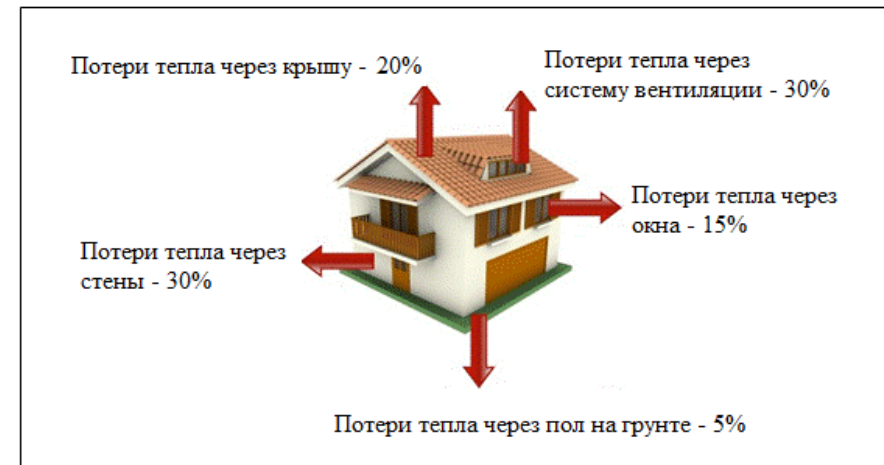 Потери тепла через крышу - 20%
Потери тепла через
систему вентиляции - 30%
Потери тепла через
окна - 15%
Потери тепла через
стены - 30%
Потери тепла через пол на грунте - 5%